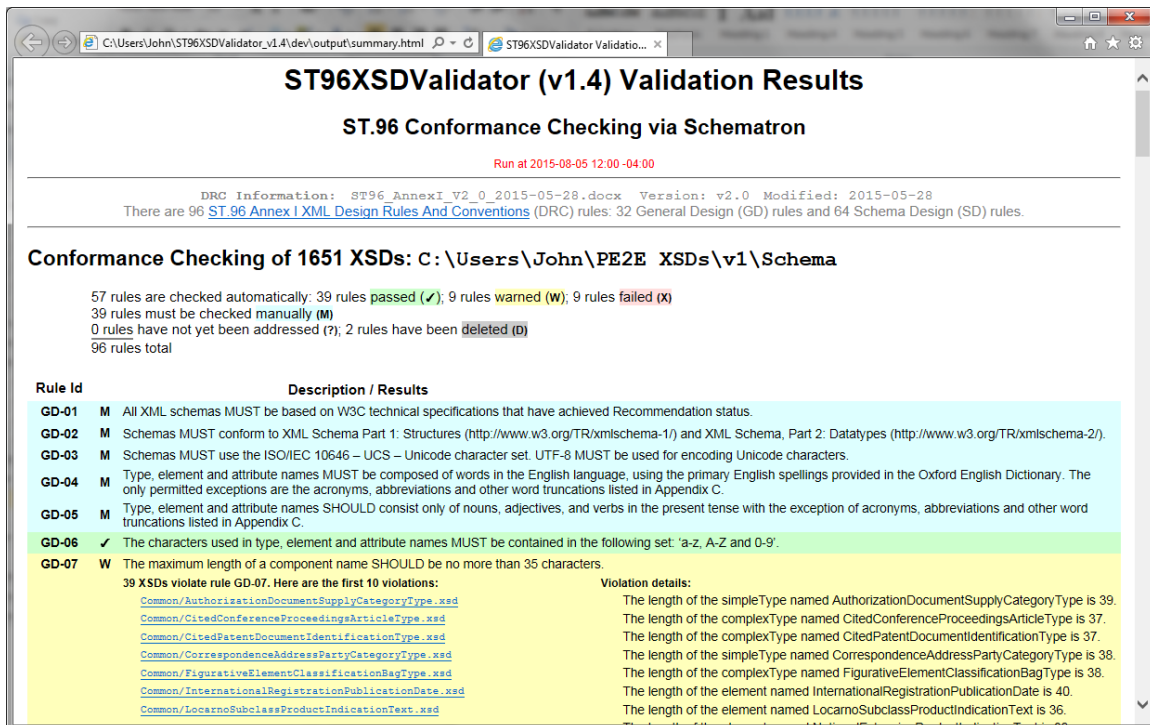 C:\Users\John\ST96XSDValidator_v1.4\dev\output\summary.html
ST96XSDValidator Validatio...
ST96XSDValidator (v1.4) Validation Results
ST.96 Conformance Checking via Schematron
Run at 2015-08-05 12:00 -04:00
DRC Information: ST96_AnnexI_V2_0_2015-05-28.docx Version: v2.0 Modified: 2015-05-28
There are 96 ST.96 Annex I XML Design Rules And Conventions (DRC) rules: 32 General Design (GD) rules and 64 Schema Design (SD) rules.
Conformance Checking of 1651 XSDs: C:\Users\John\PE2E XSDs\v1\Schema
57 rules are checked automatically: 39 rules passed (✓); 9 rules warned (W); 9 rules failed (X)
39 rules must be checked manually (M)
0 rules have not yet been addressed (?); 2 rules have been deleted (D)
96 rules total
Rule Id Description / Results
GD-01 M All XML schemas MUST be based on W3C technical specifications that have achieved Recommendation status.
GD-02 M Schemas MUST conform to XML Schema Part 1: Structures (http://www.w3.org/TR/xmlschema-1/) and XML Schema, Part 2: Datatypes (http://www.w3.org/TR/xmlschema-2/).
GD-03 M Schemas MUST use the ISO/IEC 10646 – UCS – Unicode character set. UTF-8 MUST be used for encoding Unicode characters.
GD-04 M Type, element and attribute names MUST be composed of words in the English language, using the primary English spellings provided in the Oxford English Dictionary. The
only permitted exceptions are the acronyms, abbreviations and other word truncations listed in Appendix C.
GD-05 M Type, element and attribute names SHOULD consist only of nouns, adjectives, and verbs in the present tense with the exception of acronyms, abbreviations and other word
truncations listed in Appendix C.
GD-06 ✓ The characters used in type, element and attribute names MUST be contained in the following set: 'a-z, A-Z and 0-9'.
GD-07 W The maximum length of a component name SHOULD be no more than 35 characters.
39 XSDs violate rule GD-07. Here are the first 10 violations: Violation details:
Common/AuthorizationDocumentSupplyCategoryType.xsd The length of the simpleType named AuthorizationDocumentSupplyCategoryType is 39.
Common/CitedConferenceProceedingsArticleType.xsd The length of the complexType named CitedConferenceProceedingsArticleType is 37.
Common/CitedPatentDocumentIdentificationType.xsd The length of the complexType named CitedPatentDocumentIdentificationType is 37.
Common/CorrespondenceAddressPartyCategoryType.xsd The length of the simpleType named CorrespondenceAddressPartyCategoryType is 38.
Common/FigurativeElementClassificationBagType.xsd The length of the complexType named FigurativeElementClassificationBagType is 38.
Common/InternationalRegistrationPublicationDate.xsd The length of the element named InternationalRegistrationPublicationDate is 40.
Common/LocarnoSubclassProductIndicationText.xsd The length of the element named LocarnoSubclassProductIndicationText is 36.